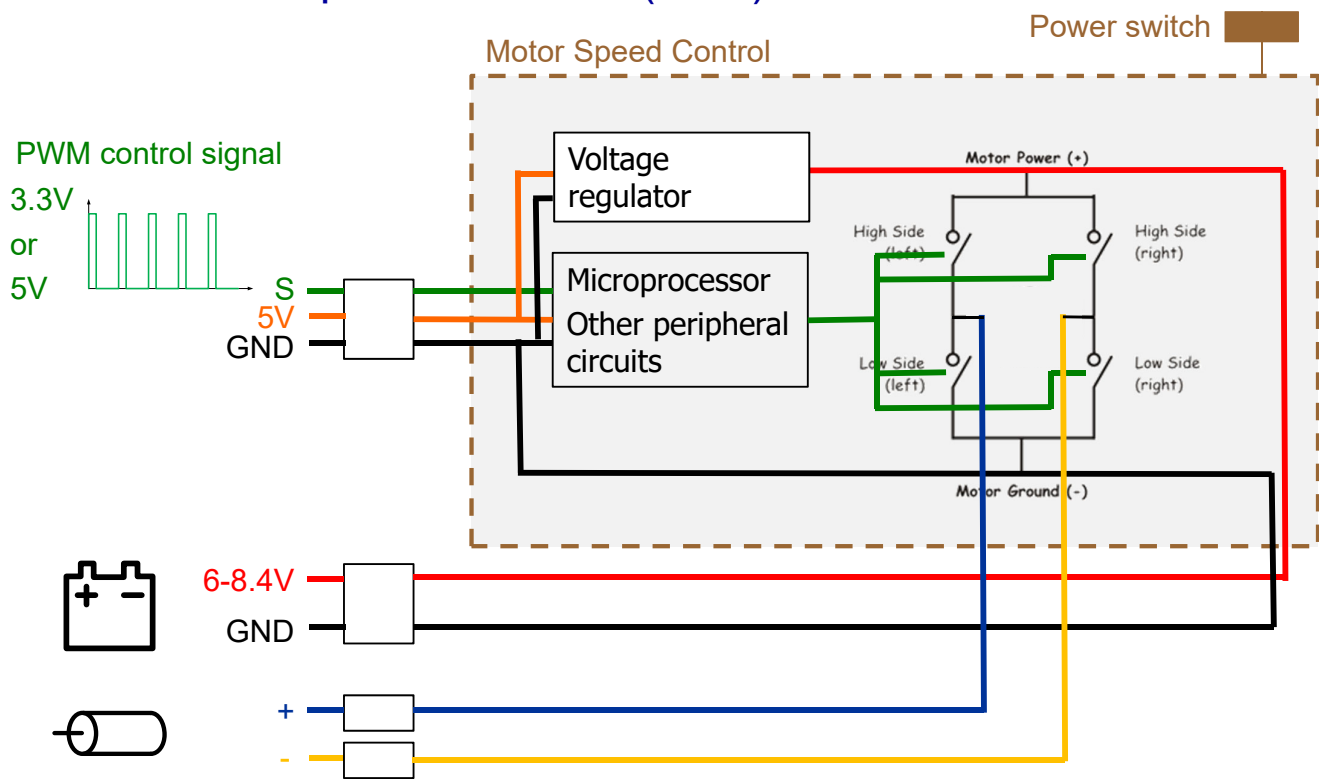 Power switch
Motor Speed Control
PWM control signal
3.3V
or
5V
Voltage
regulator
Motor Power (+)
High Side
(left)
High Side
(right)
S
5V
GND
Microprocessor
Other peripheral
circuits
Low Side
(left)
Low Side
(right)
Motor Ground (-)
+ −
6-8.4V
GND
+
-